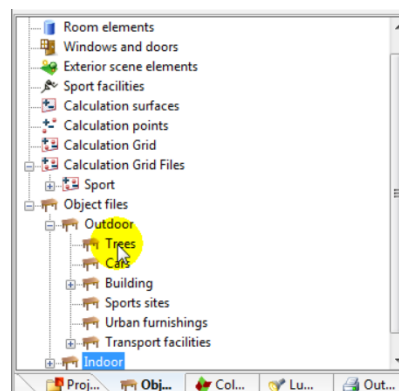 Room elements
Windows and doors
Exterior scene elements
Sport facilities
Calculation surfaces
Calculation points
Calculation Grid
Calculation Grid Files
Sport
Object files
Outdoor
Trees
Cars
Building
Sports sites
Urban furnishings
Transport facilities
Indoor
Proj... Obj... Col... Lu... Out...